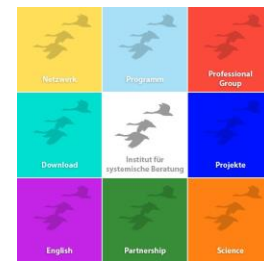 Netzwerk
Programm
Professional
Group
Download
Institut für
systemische Beratung
Projekte
English
Partnership
Science